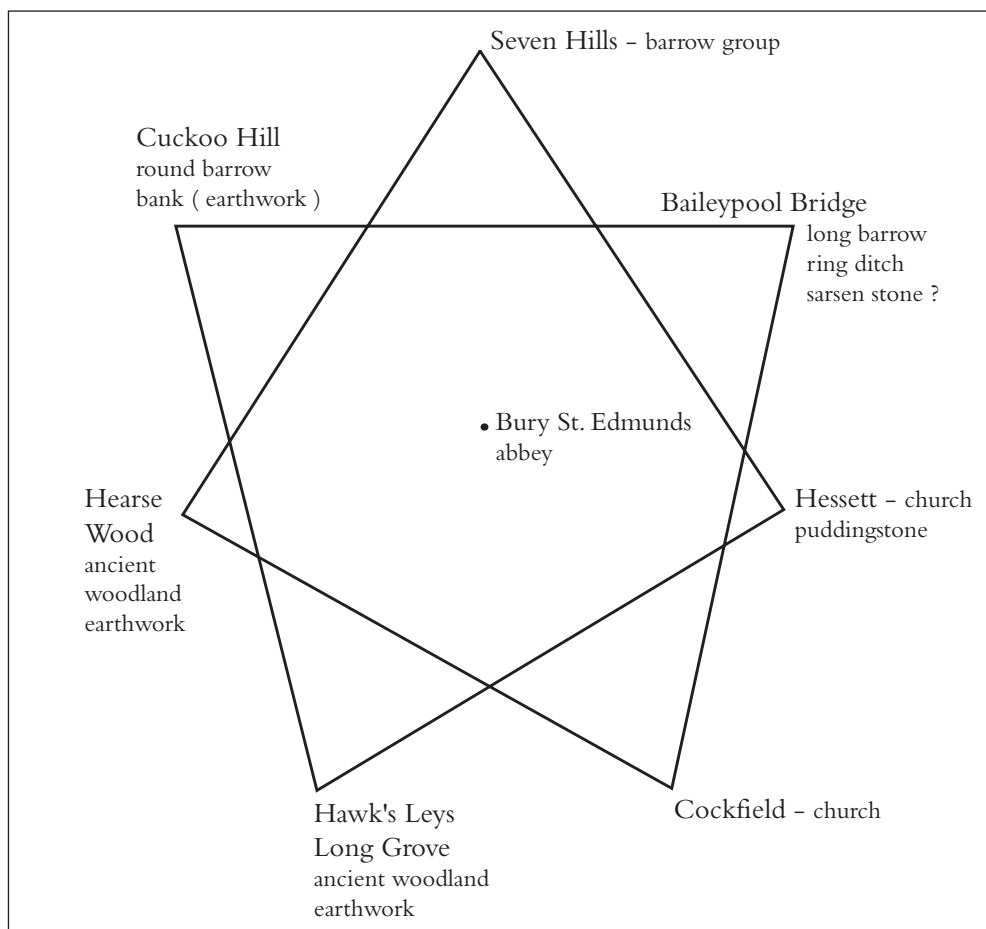 Seven Hills – barrow group
Cuckoo Hill
round barrow
bank ( earthwork )
Baileypool Bridge
long barrow
ring ditch
sarsen stone ?
Bury St. Edmunds
abbey
Hearse
Wood
ancient
woodland
earthwork
Hessett – church
puddingstone
Hawk's Leys
Long Grove
ancient woodland
earthwork
Cockfield – church